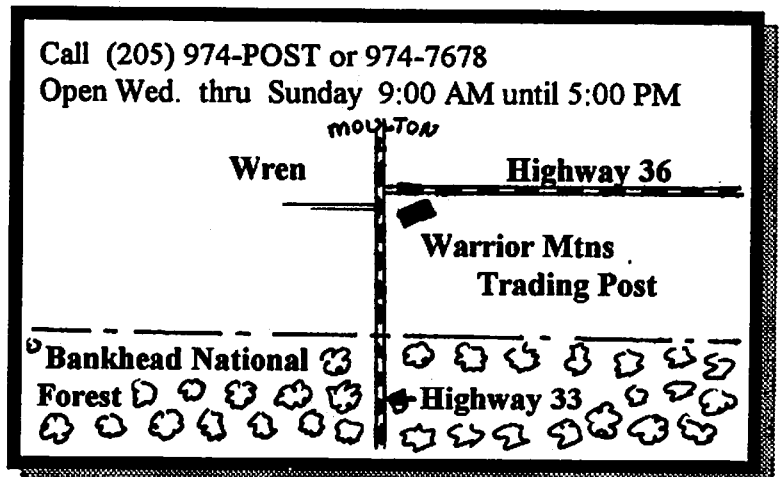 Call (205) 974-POST or 974-7678
Open Wed. thru Sunday 9:00 AM until 5:00 PM
MOULTON
Wren
Highway 36
Warrior Mtns
Trading Post
Bankhead National
Forest
Highway 33